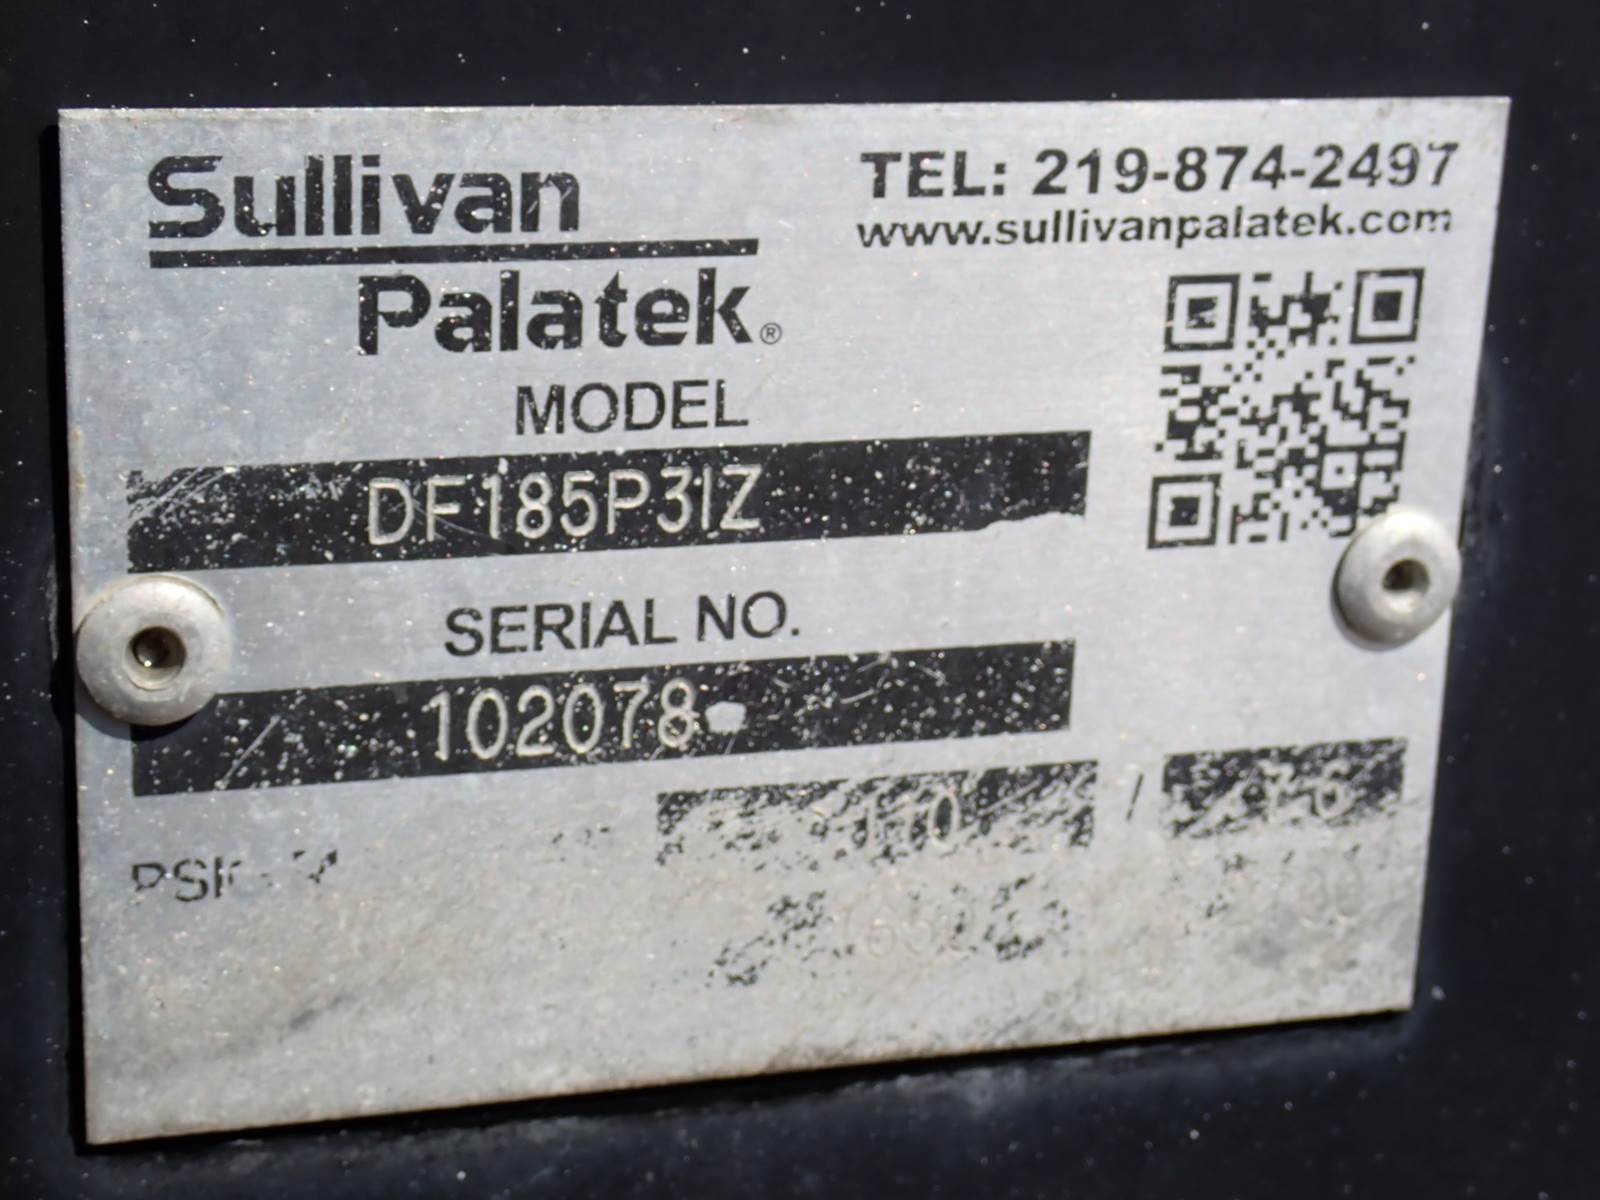 Sullivan
Palatek®
TEL: 219-874-2497
www.sullivanpalatek.com
MODEL
DF185P3IZ
SERIAL NO.
102078
/